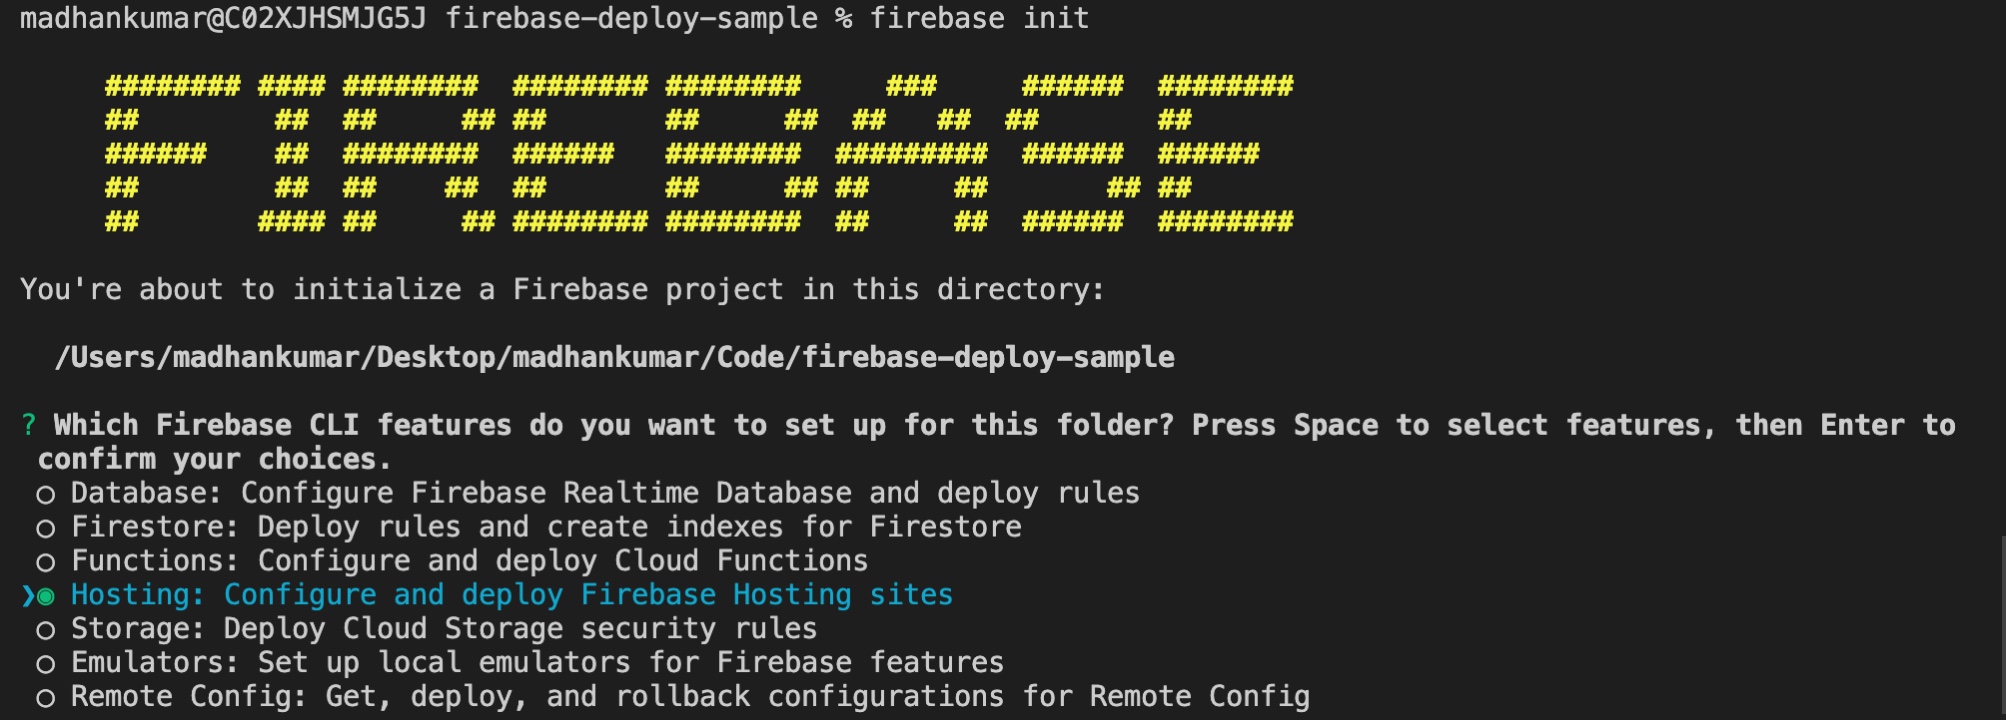 madhankumar@C02XJHSMJG5J firebase-deploy-sample % firebase init
######## #### ########  ######## ########     ###     ######  ########
##        ##  ##     ## ##       ##     ##  ##   ##  ##       ##
######    ##  ########  ######   ########  #########  ######  ######
##        ##  ##    ##  ##       ##     ## ##     ##       ## ##
##       #### ##     ## ######## ########  ##     ##  ######  ########
You're about to initialize a Firebase project in this directory:
/Users/madhankumar/Desktop/madhankumar/Code/firebase-deploy-sample
? Which Firebase CLI features do you want to set up for this folder? Press Space to select features, then Enter to
confirm your choices.
◯ Database: Configure Firebase Realtime Database and deploy rules
◯ Firestore: Deploy rules and create indexes for Firestore
◯ Functions: Configure and deploy Cloud Functions
❯◉ Hosting: Configure and deploy Firebase Hosting sites
◯ Storage: Deploy Cloud Storage security rules
◯ Emulators: Set up local emulators for Firebase features
◯ Remote Config: Get, deploy, and rollback configurations for Remote Config